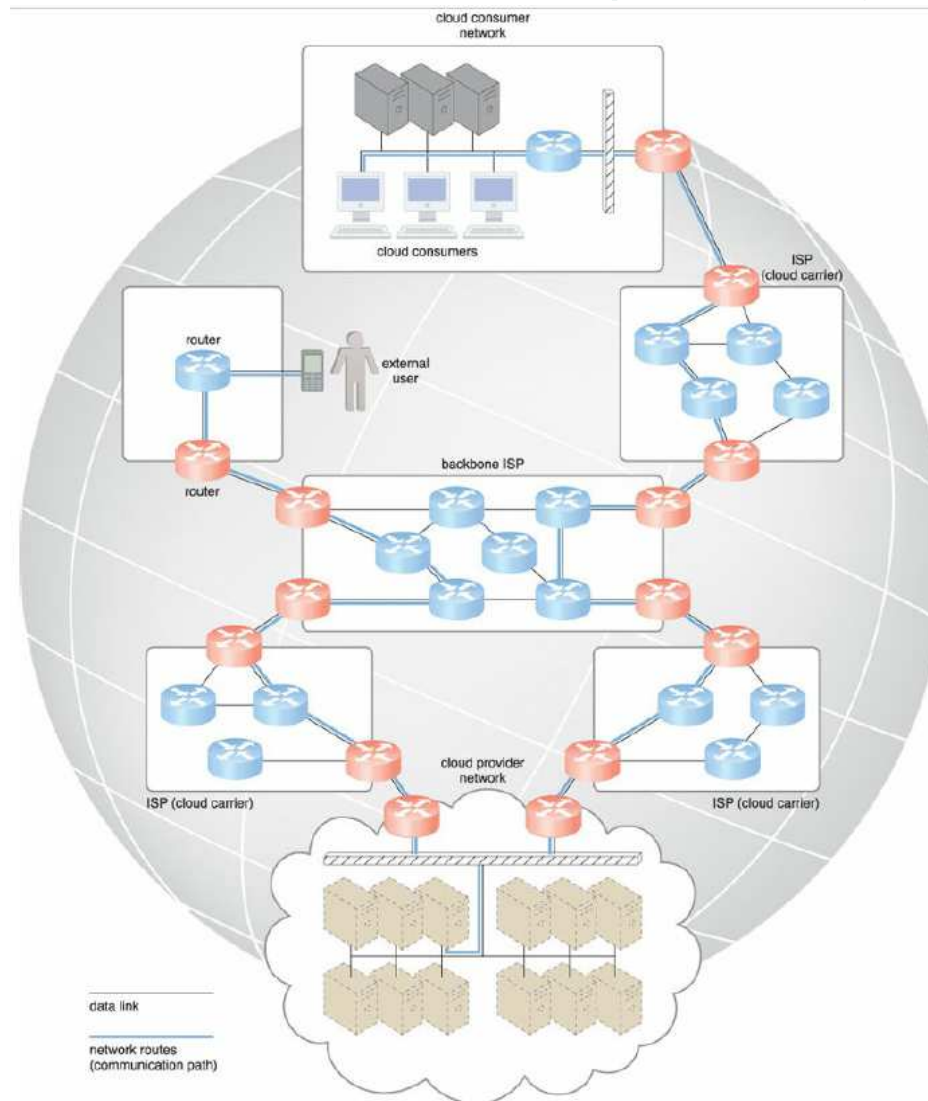 cloud consumer
network
cloud consumers
ISP
(cloud carrier)
router
external
user
router
backbone ISP
cloud provider
network
ISP (cloud carrier)
ISP (cloud carrier)
data link
network routes
(communication path)